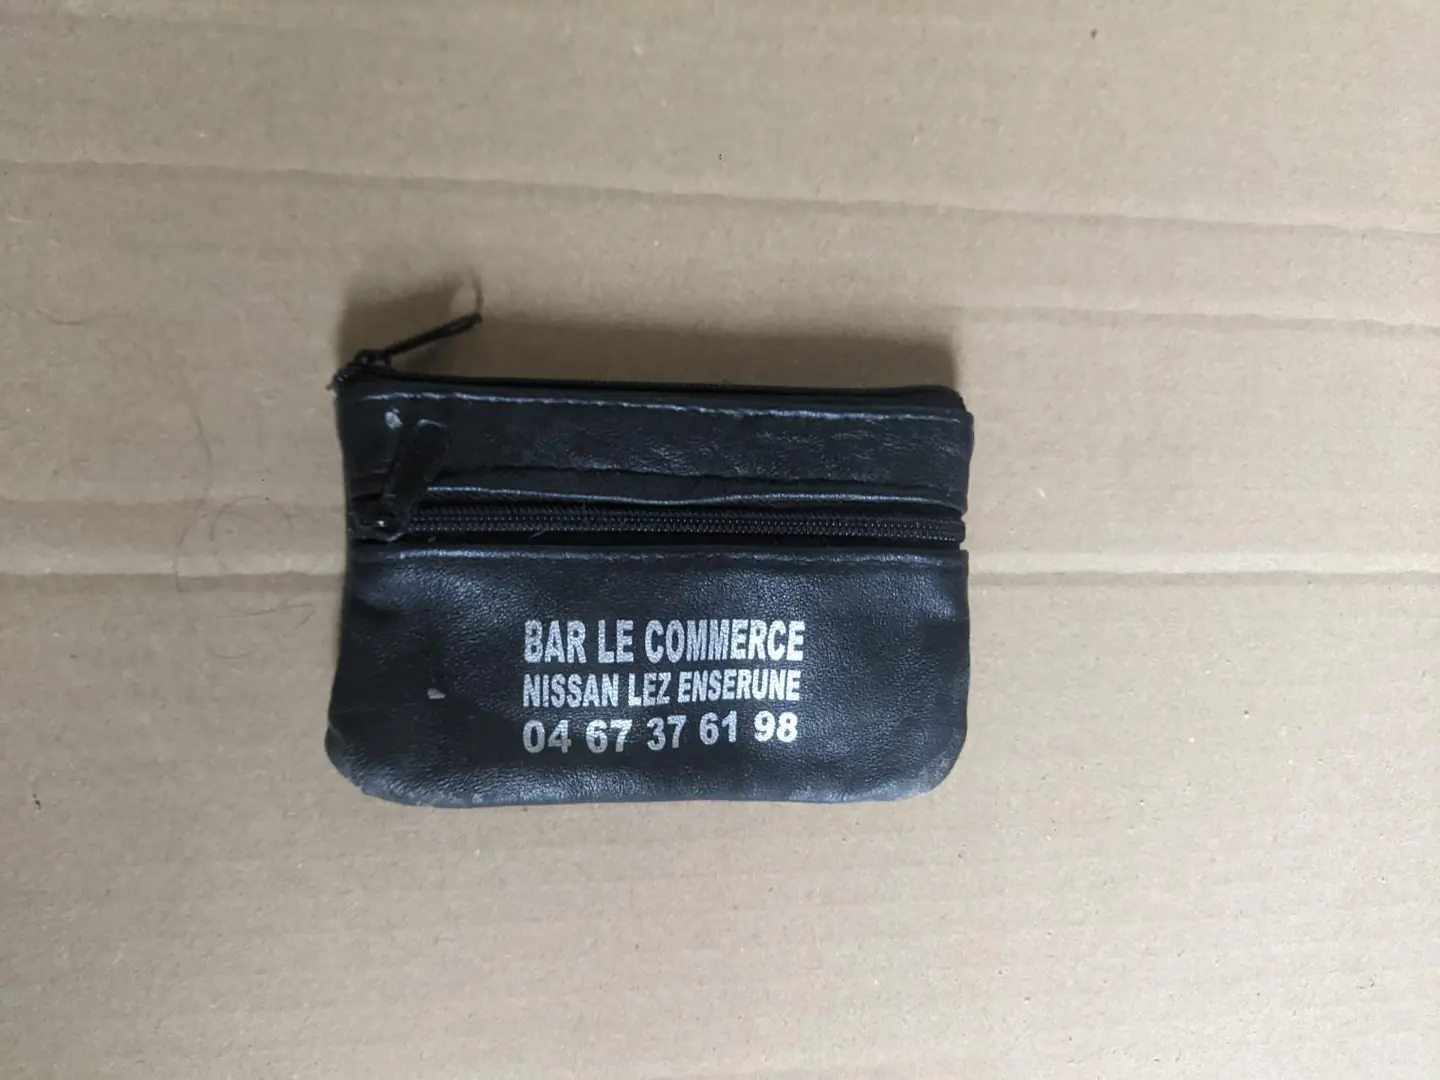 BAR LE COMMERCE
NISSAN LEZ ENSERUNE
04 67 37 61 98